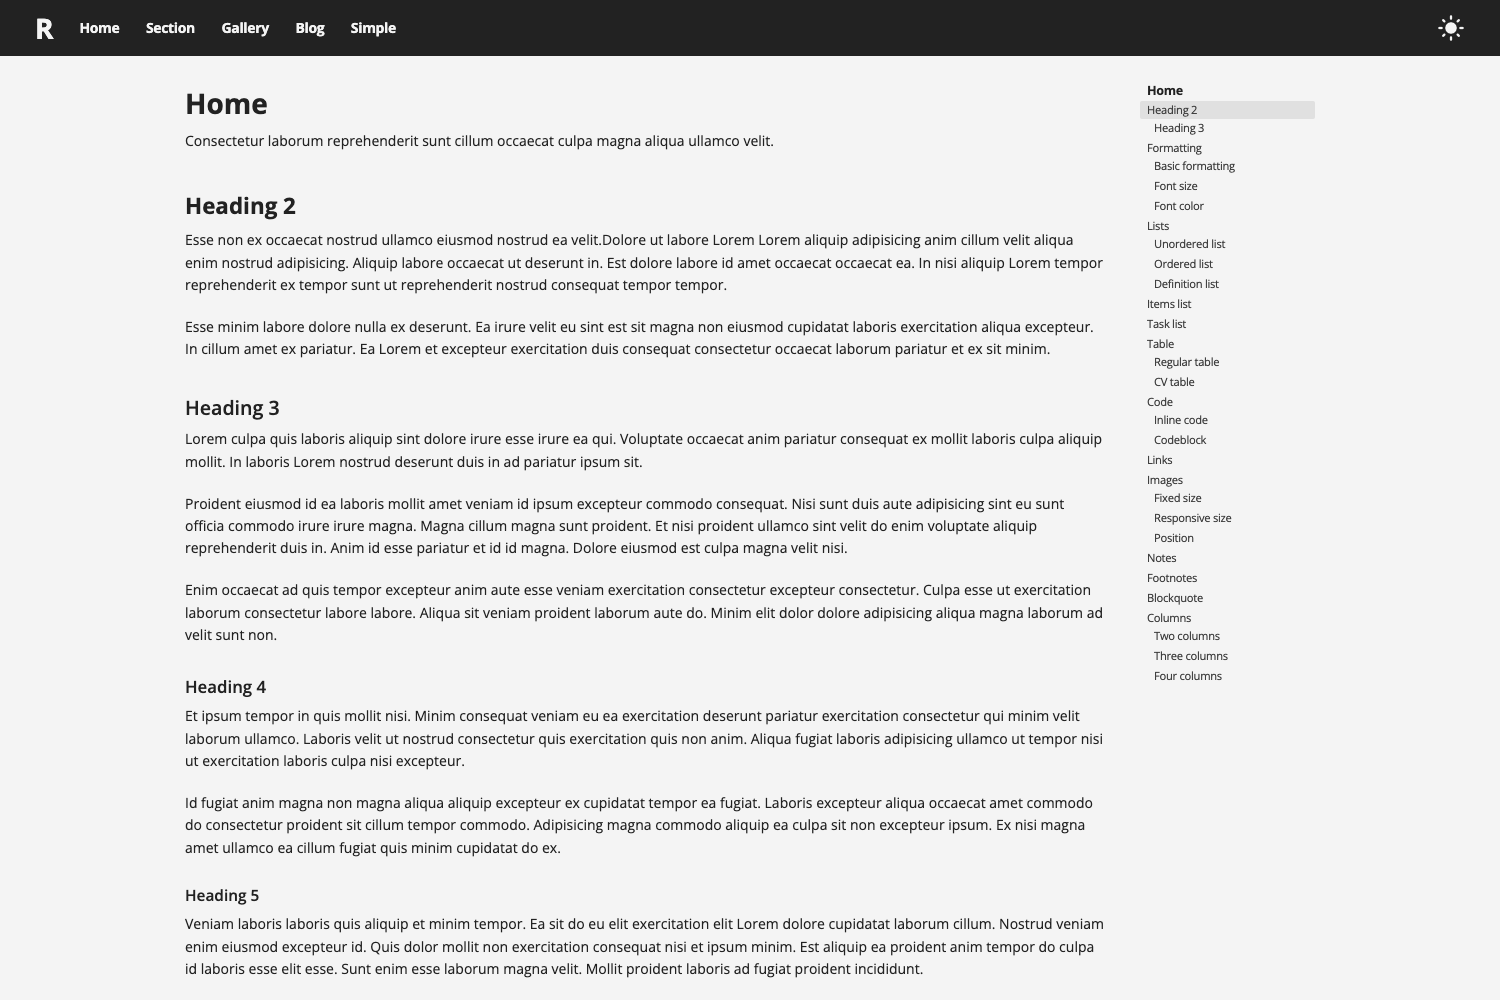 R Home Section Gallery Blog Simple
Home
Consectetur laborum reprehenderit sunt cillum occaecat culpa magna aliqua ullamco velit.
Heading 2
Esse non ex occaecat nostrud ullamco eiusmod nostrud ea velit.Dolore ut labore Lorem Lorem aliquip adipisicing anim cillum velit aliqua
enim nostrud adipisicing. Aliquip labore occaecat ut deserunt in. Est dolore labore id amet occaecat occaecat ea. In nisi aliquip Lorem tempor
reprehenderit ex tempor sunt ut reprehenderit nostrud consequat tempor tempor.
Esse minim labore dolore nulla ex deserunt. Ea irure velit eu sint est sit magna non eiusmod cupidatat laboris exercitation aliqua excepteur.
In cillum amet ex pariatur. Ea Lorem et excepteur exercitation duis consequat consectetur occaecat laborum pariatur et ex sit minim.
Heading 3
Lorem culpa quis laboris aliquip sint dolore irure esse irure ea qui. Voluptate occaecat anim pariatur consequat ex mollit laboris culpa aliquip
mollit. In laboris Lorem nostrud deserunt duis in ad pariatur ipsum sit.
Proident eiusmod id ea laboris mollit amet veniam id ipsum excepteur commodo consequat. Nisi sunt duis aute adipisicing sint eu sunt
officia commodo irure irure magna. Magna cillum magna sunt proident. Et nisi proident ullamco sint velit do enim voluptate aliquip
reprehenderit duis in. Anim id esse pariatur et id id magna. Dolore eiusmod est culpa magna velit nisi.
Enim occaecat ad quis tempor excepteur anim aute esse veniam exercitation consectetur excepteur consectetur. Culpa esse ut exercitation
laborum consectetur labore labore. Aliqua sit veniam proident laborum aute do. Minim elit dolor dolore adipisicing aliqua magna laborum ad
velit sunt non.
Heading 4
Et ipsum tempor in quis mollit nisi. Minim consequat veniam eu ea exercitation deserunt pariatur exercitation consectetur qui minim velit
laborum ullamco. Laboris velit ut nostrud consectetur quis exercitation quis non anim. Aliqua fugiat laboris adipisicing ullamco ut tempor nisi
ut exercitation laboris culpa nisi excepteur.
Id fugiat anim magna non magna aliqua aliquip excepteur ex cupidatat tempor ea fugiat. Laboris excepteur aliqua occaecat amet commodo
do consectetur proident sit cillum tempor commodo. Adipisicing magna commodo aliquip ea culpa sit non excepteur ipsum. Ex nisi magna
amet ullamco ea cillum fugiat quis minim cupidatat do ex.
Heading 5
Veniam laboris laboris quis aliquip et minim tempor. Ea sit do eu elit exercitation elit Lorem dolore cupidatat laborum cillum. Nostrud veniam
enim eiusmod excepteur id. Quis dolor mollit non exercitation consequat nisi et ipsum minim. Est aliquip ea proident anim tempor do culpa
id laboris esse elit esse. Sunt enim esse laborum magna velit. Mollit proident laboris ad fugiat proident incididunt.
Home
Heading 2
Heading 3
Formatting
Basic formatting
Font size
Font color
Lists
Unordered list
Ordered list
Definition list
Items list
Task list
Table
Regular table
CV table
Code
Inline code
Codeblock
Links
Images
Fixed size
Responsive size
Position
Notes
Footnotes
Blockquote
Columns
Two columns
Three columns
Four columns